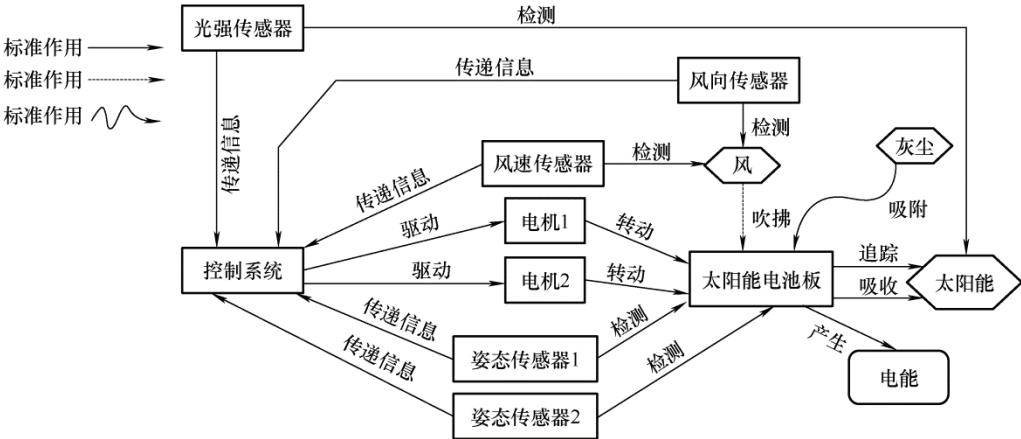 光强传感器
检测
标准作用
标准作用
标准作用
传递信息
风向传感器
传递信息
检测
灰尘
风速传感器
检测
风
传递信息
吹拂
吸附
驱动
电机1
转动
控制系统
驱动
电机2
转动
太阳能电池板
追踪
吸收
太阳能
传递信息
检测
产生
姿态传感器1
传递信息
检测
电能
姿态传感器2